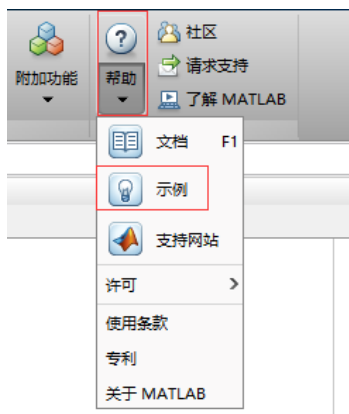 附加功能
帮助
社区
请求支持
了解 MATLAB
文档 F1
示例
支持网站
许可
使用条款
专利
关于 MATLAB